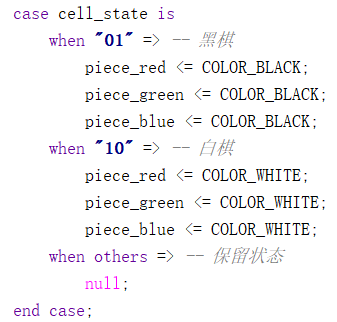 case cell_state is
when "01" => -- 黑棋
piece_red <= COLOR_BLACK;
piece_green <= COLOR_BLACK;
piece_blue <= COLOR_BLACK;
when "10" => -- 白棋
piece_red <= COLOR_WHITE;
piece_green <= COLOR_WHITE;
piece_blue <= COLOR_WHITE;
when others => -- 保留状态
null;
end case;